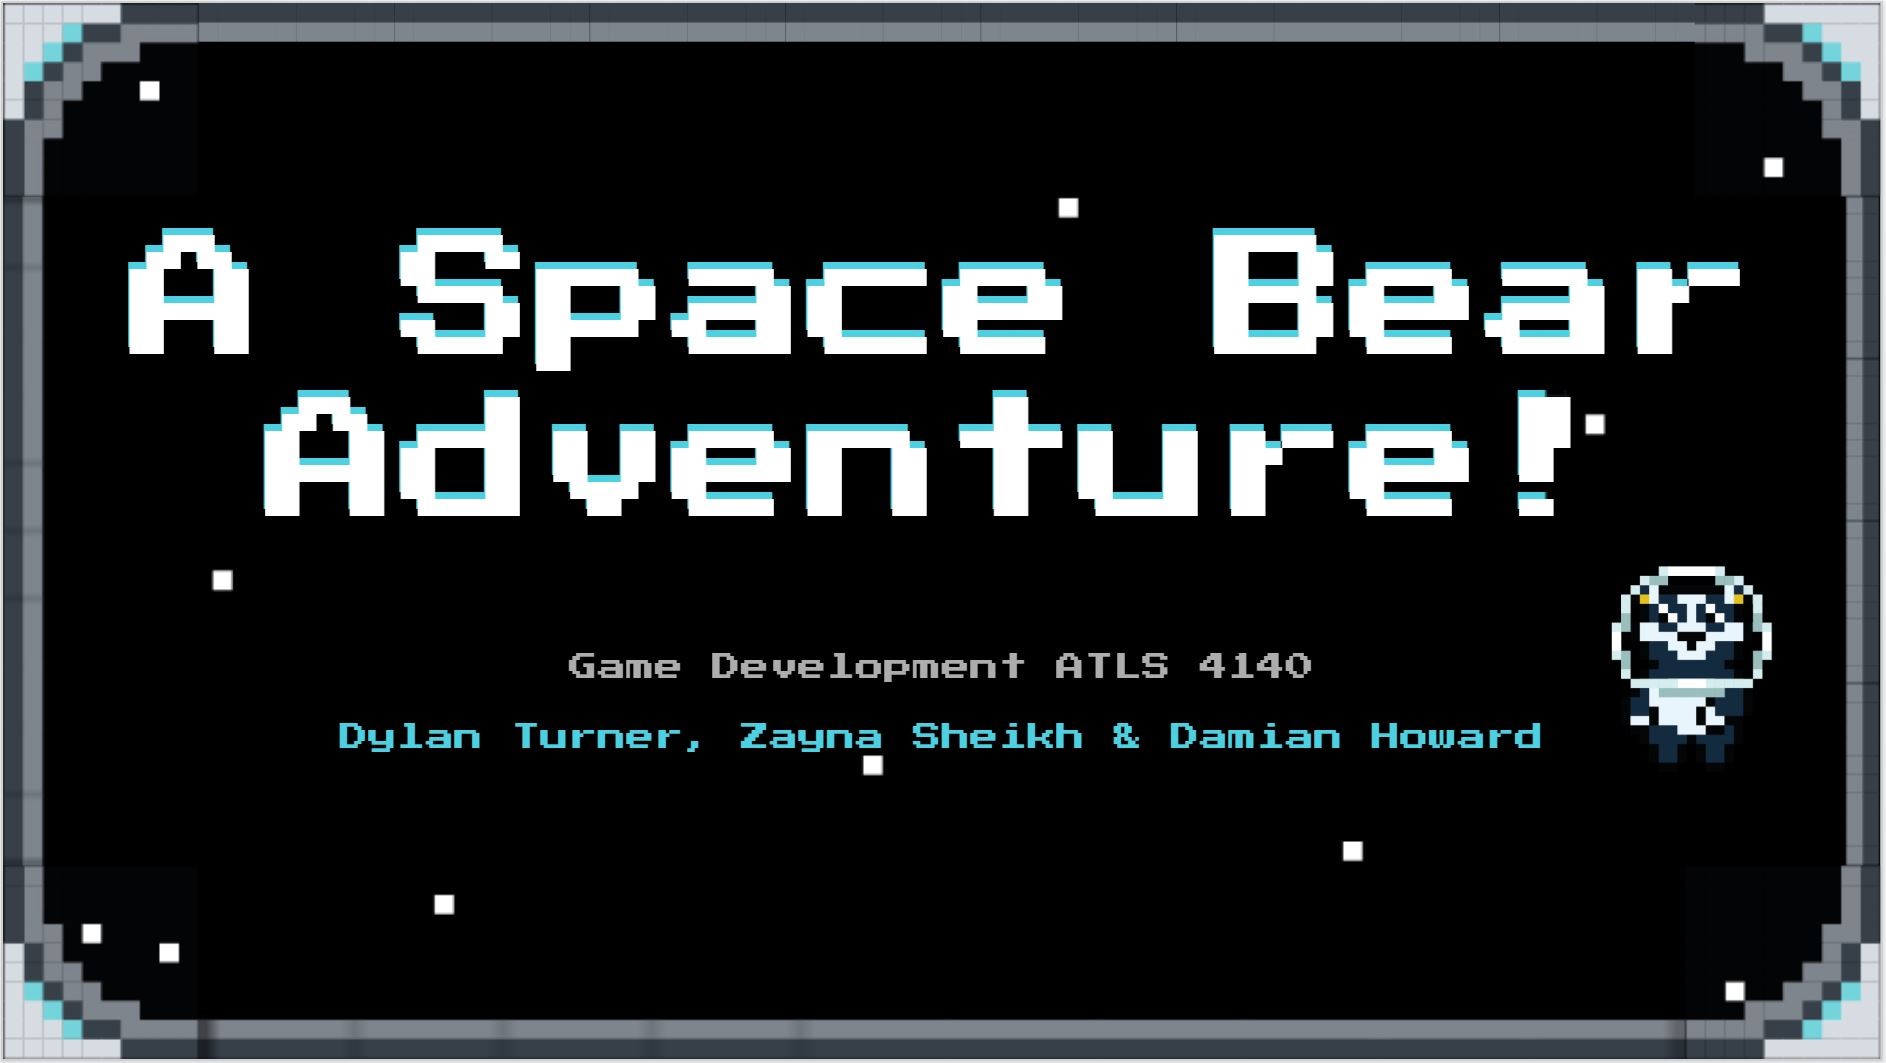 A Space Bear
Adventure!
Game Development ATLS 4140
Dylan Turner, Zayna Sheikh & Damian Howard